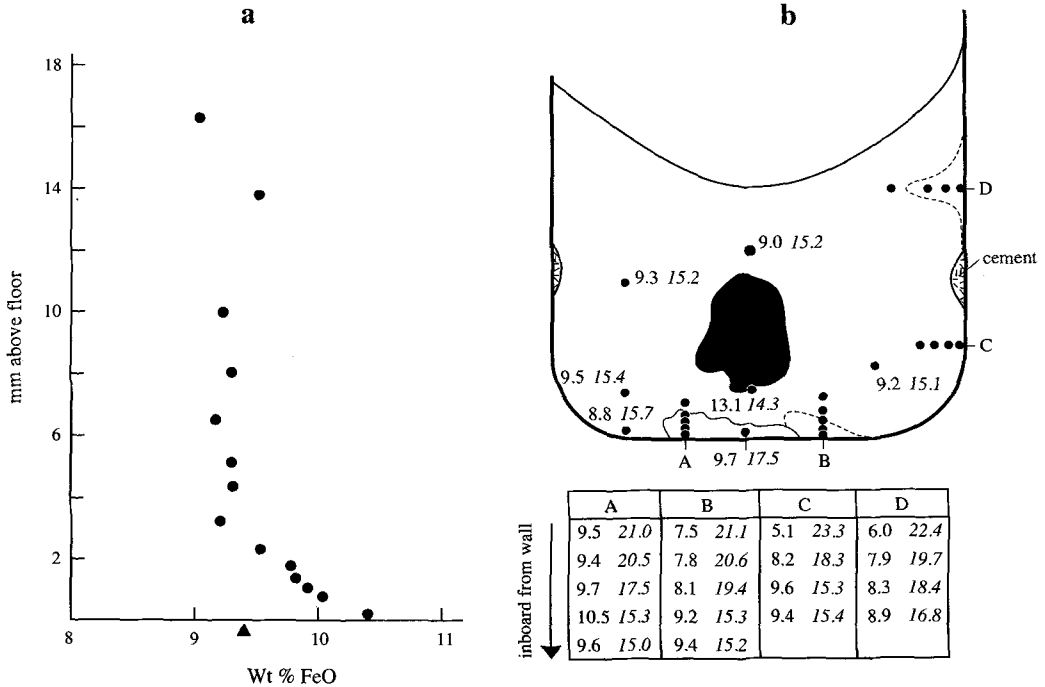 a
18
14
10
6
2
mm above floor
8 9 10 11
Wt % FeO
b
D
9.0 15.2
cement
9.3 15.2
C
9.5 15.4
9.2 15.1
8.8 15.7
13.1 14.3
A 9.7 17.5 B
inboard from wall
A B C D
9.5 21.0 7.5 21.1 5.1 23.3 6.0 22.4
9.4 20.5 7.8 20.6 8.2 18.3 7.9 19.7
9.7 17.5 8.1 19.4 9.6 15.3 8.3 18.4
10.5 15.3 9.2 15.3 9.4 15.4 8.9 16.8
9.6 15.0 9.4 15.2